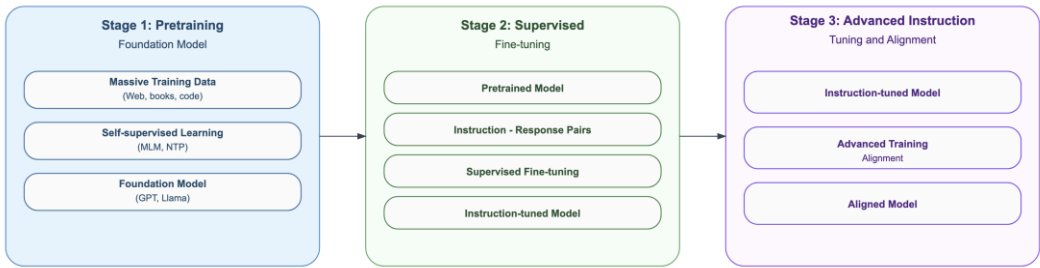 Stage 1: Pretraining
Foundation Model
Massive Training Data
(Web, books, code)
Self-supervised Learning
(MLM, NTP)
Foundation Model
(GPT, Llama)
Stage 2: Supervised
Fine-tuning
Pretrained Model
Instruction - Response Pairs
Supervised Fine-tuning
Instruction-tuned Model
Stage 3: Advanced Instruction
Tuning and Alignment
Instruction-tuned Model
Advanced Training
Alignment
Aligned Model